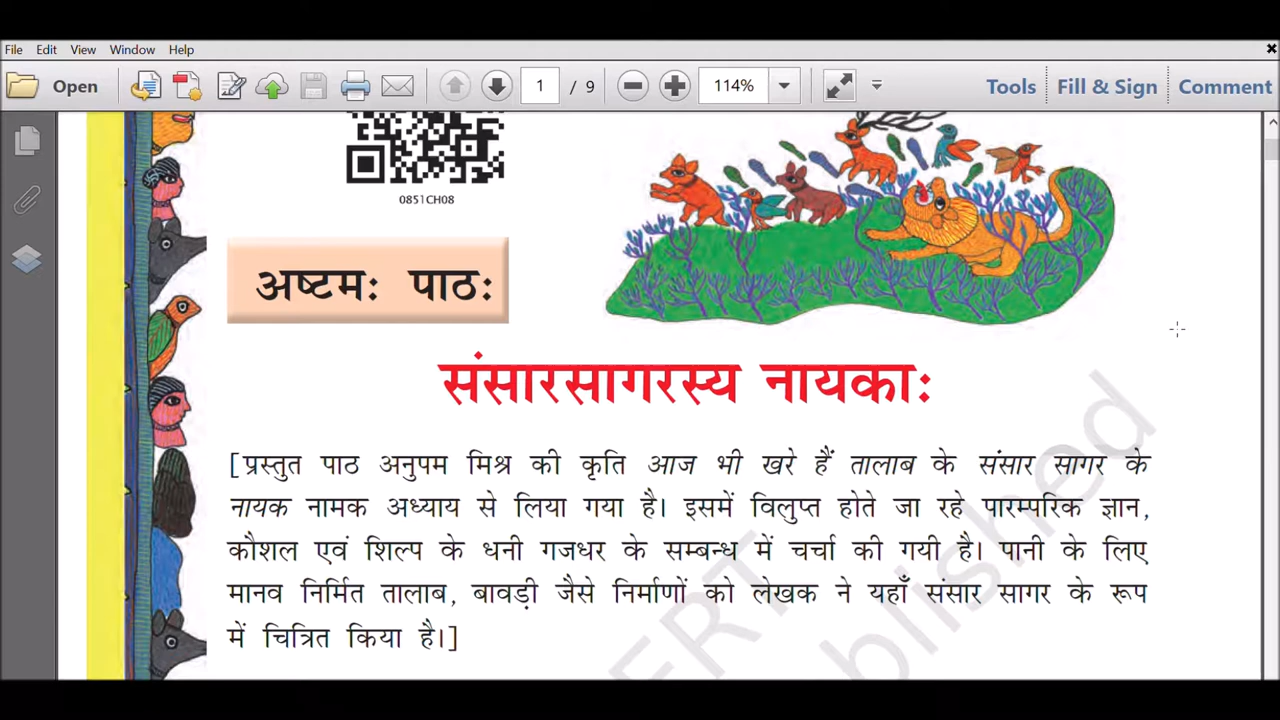 File Edit View Window Help
Open 1 / 9 114% Tools Fill & Sign Comment
0851CH08
अष्टमः पाठः
संसारसागरस्य नायकाः
[प्रस्तुत पाठ अनुपम मिश्र की कृति आज भी खरे हैं तालाब के संसार सागर के
नायक नामक अध्याय से लिया गया है। इसमें विलुप्त होते जा रहे पारम्परिक ज्ञान,
कौशल एवं शिल्प के धनी गजधर के सम्बन्ध में चर्चा की गयी है। पानी के लिए
मानव निर्मित तालाब, बावड़ी जैसे निर्माणों को लेखक ने यहाँ संसार सागर के रूप
में चित्रित किया है।]
ERT
blished